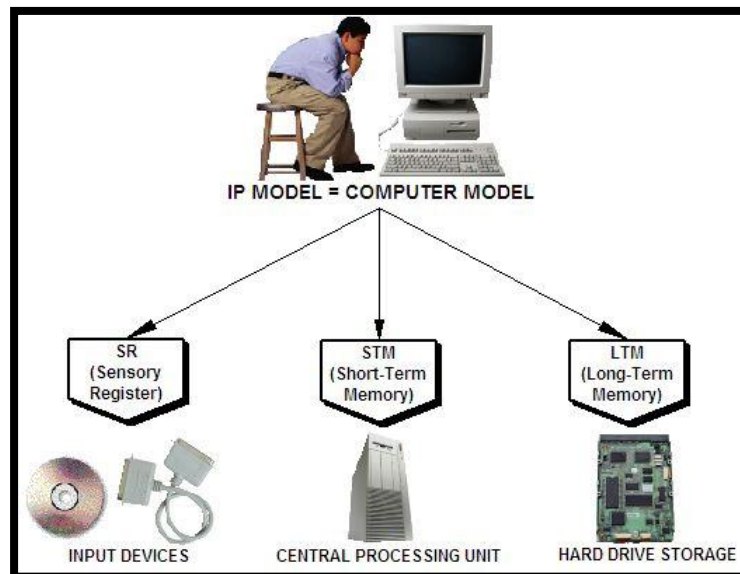 IP MODEL = COMPUTER MODEL
SR
(Sensory
Register)
STM
(Short-Term
Memory)
LTM
(Long-Term
Memory)
INPUT DEVICES
CENTRAL PROCESSING UNIT
HARD DRIVE STORAGE